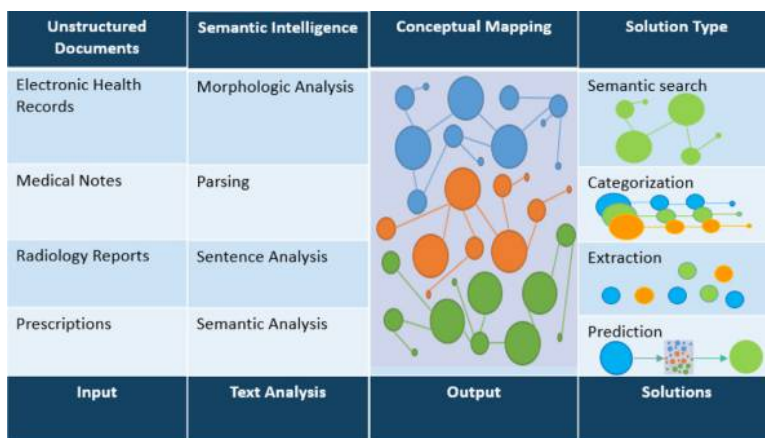 Unstructured
Documents
Semantic Intelligence
Conceptual Mapping
Solution Type
Electronic Health
Records
Morphologic Analysis
Semantic search
Medical Notes
Parsing
Categorization
Radiology Reports
Sentence Analysis
Extraction
Prescriptions
Semantic Analysis
Prediction
Input
Text Analysis
Output
Solutions